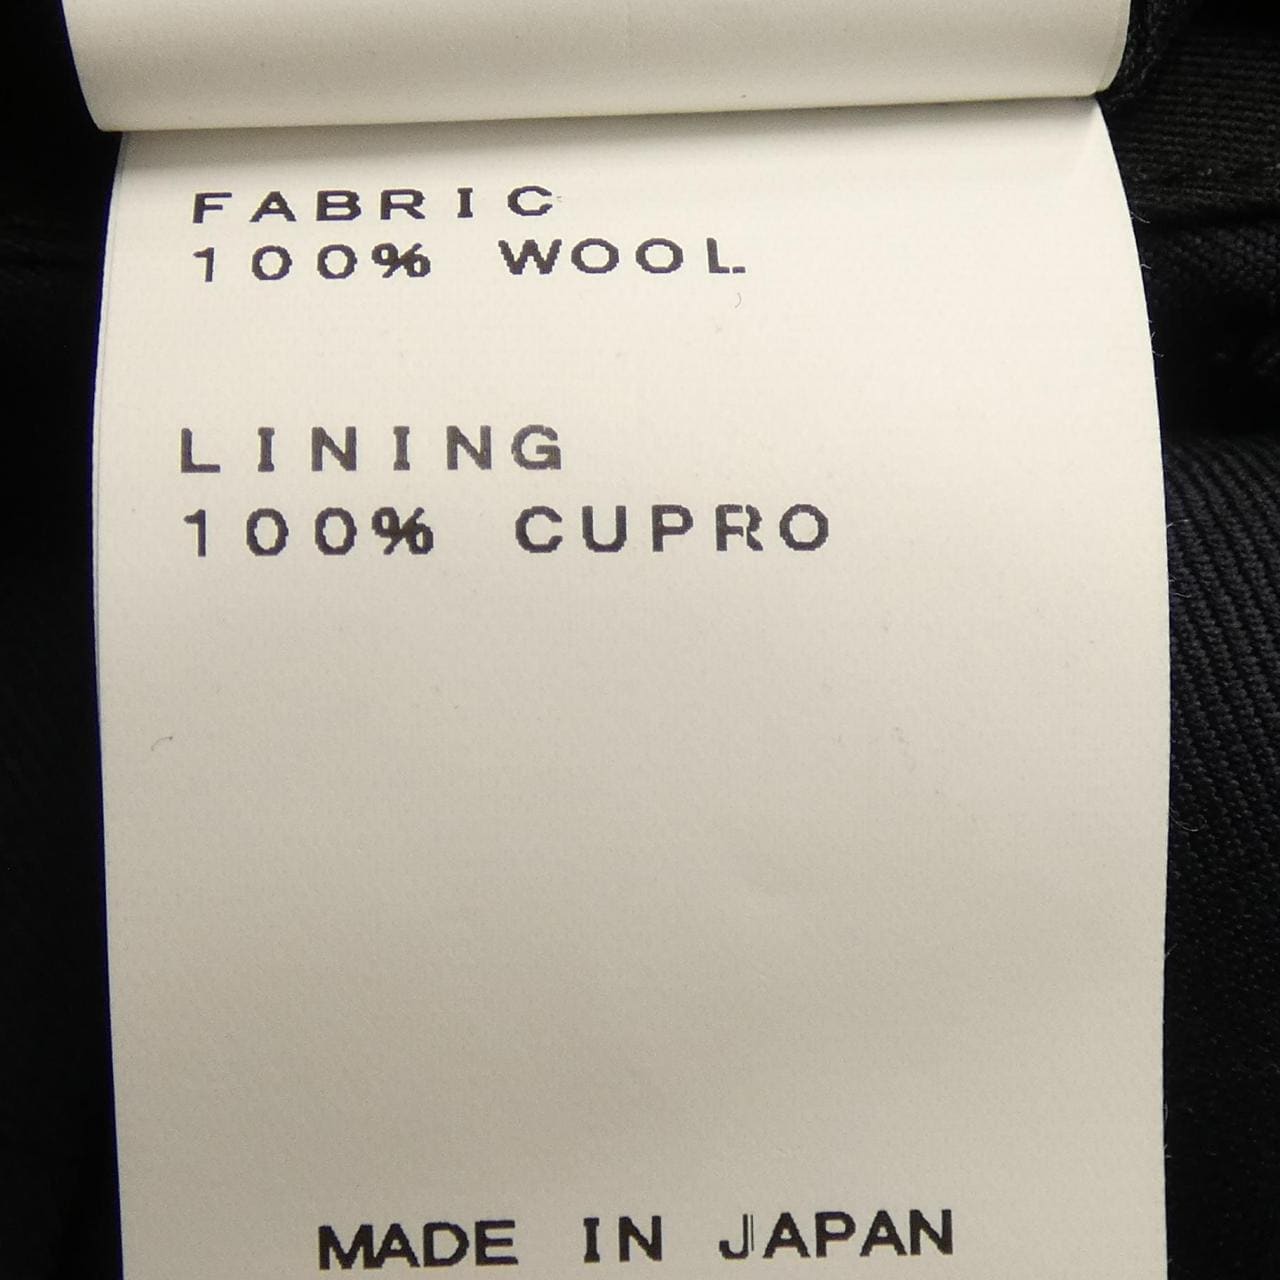 FABRIC
100% WOOL
LINING
100% CUPRO
MADE IN JAPAN